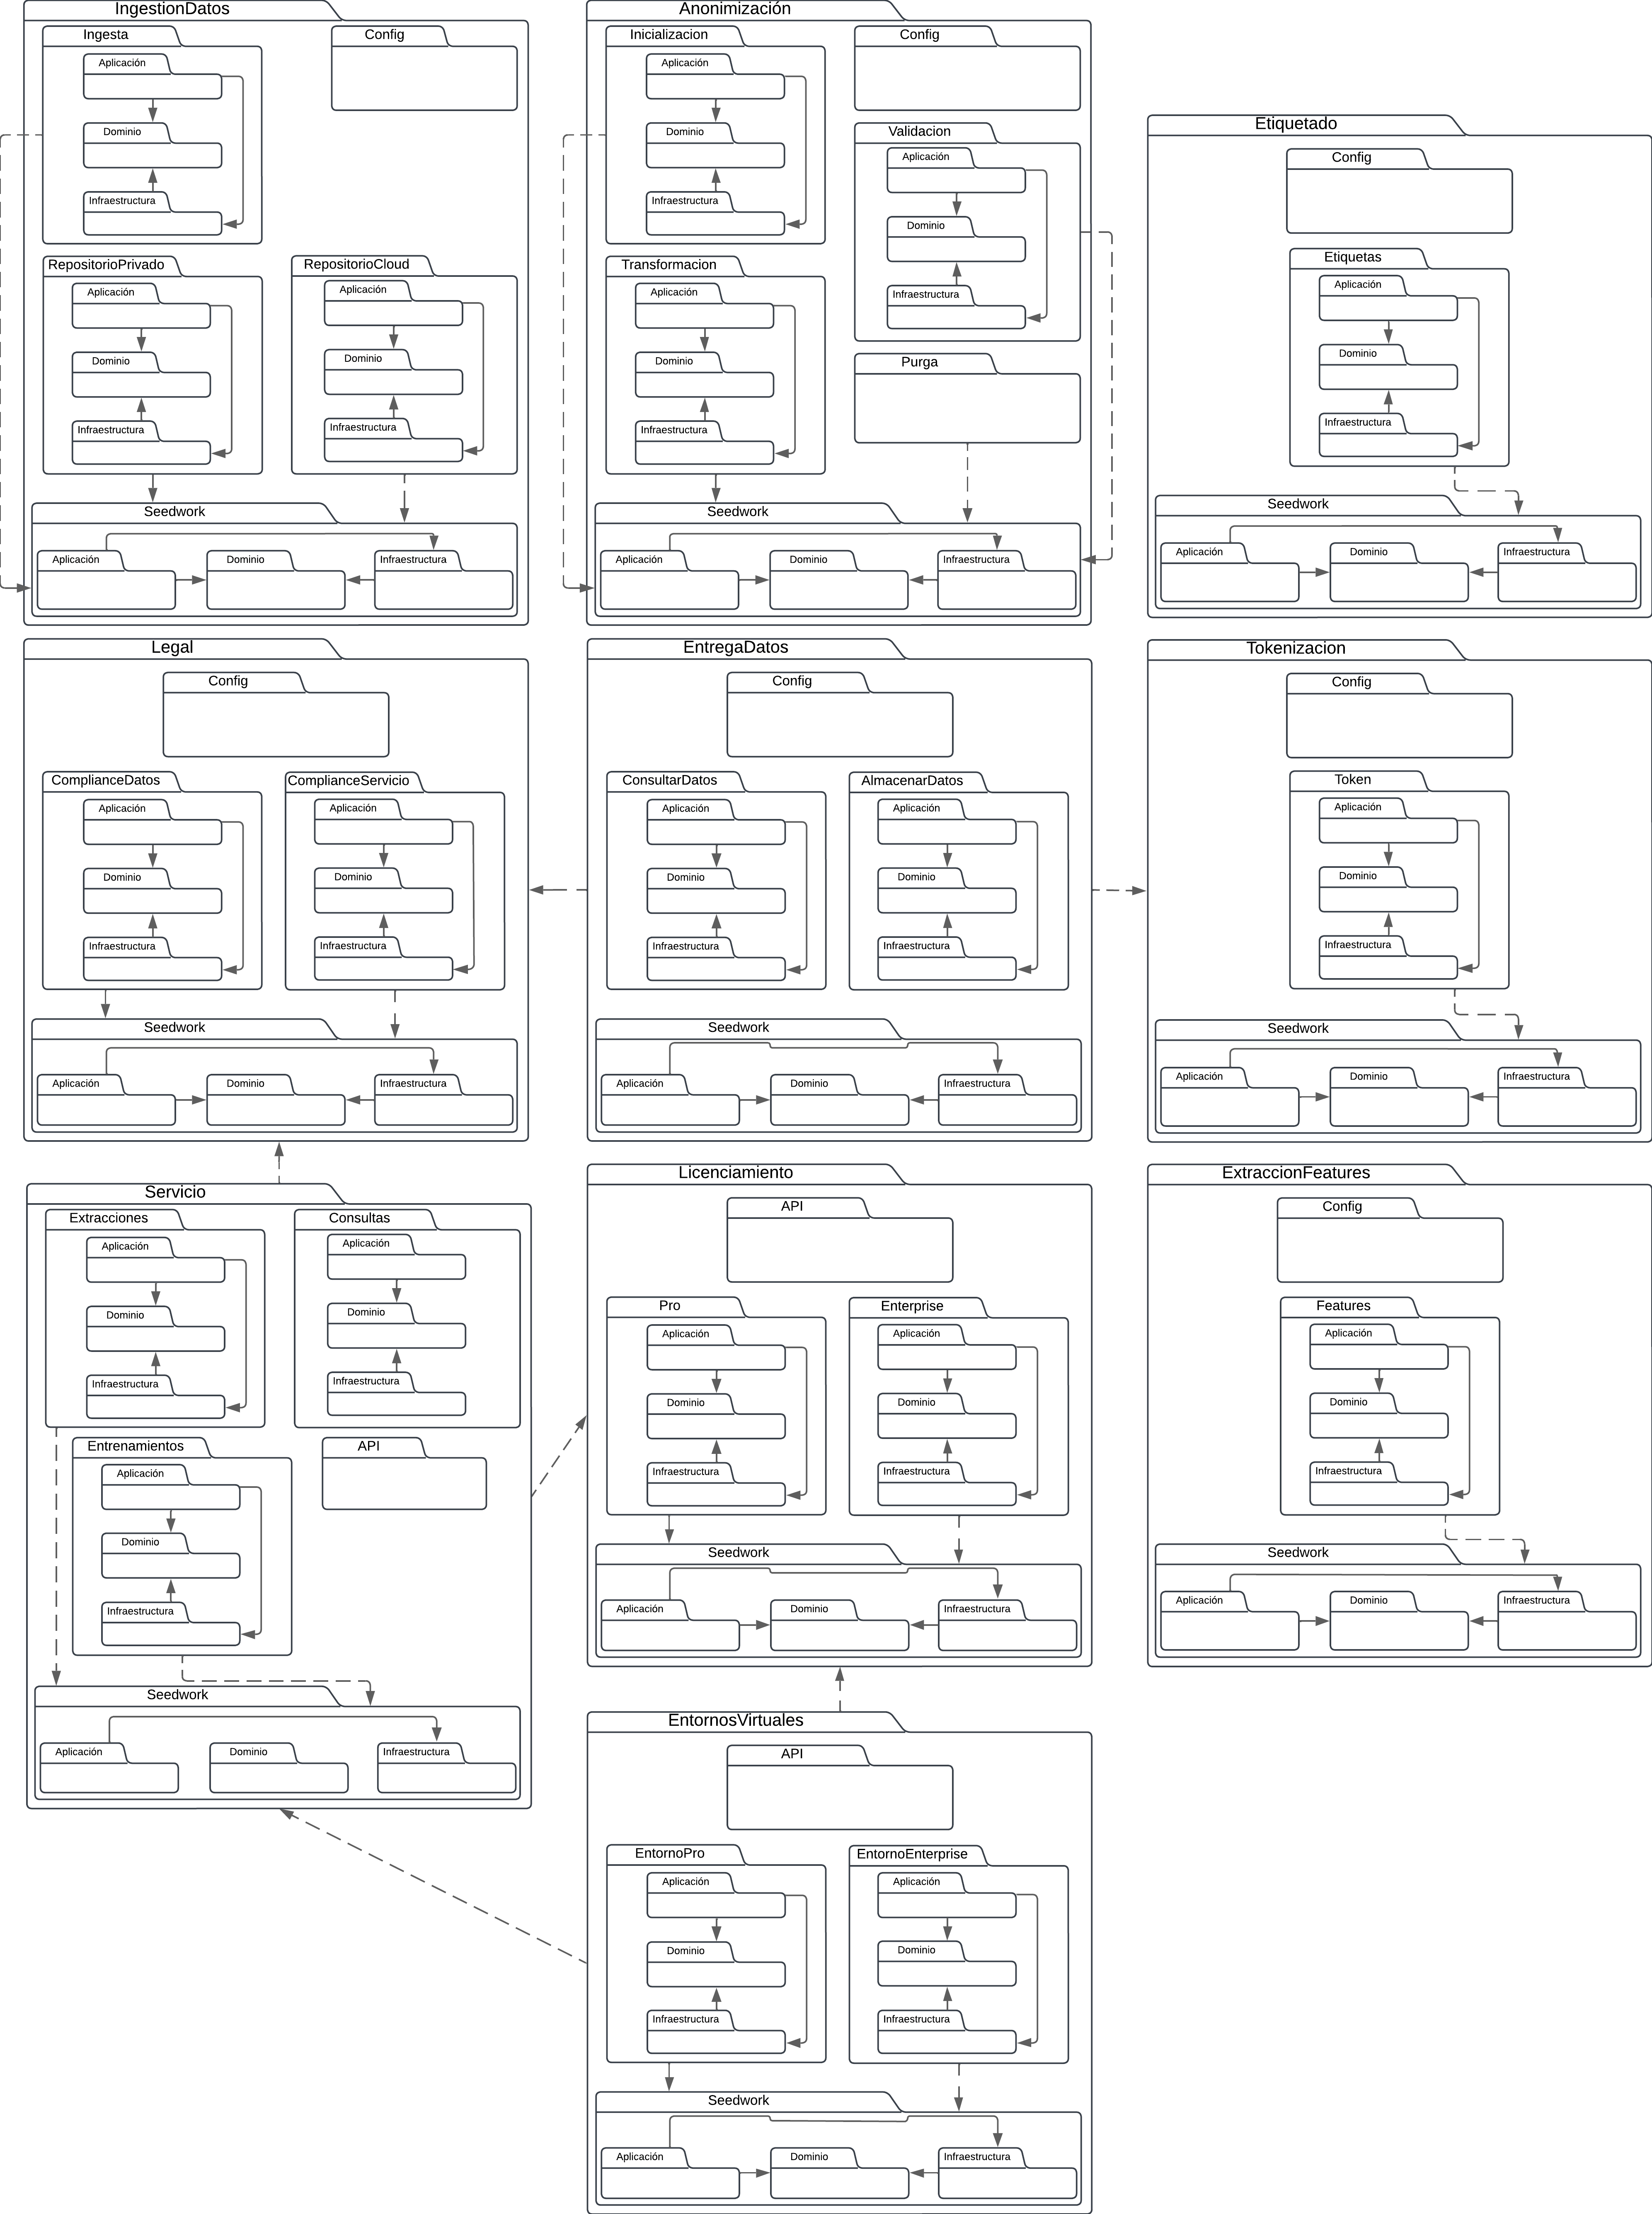 IngestionDatos
Ingesta
Config
Aplicación
Dominio
Infraestructura
RepositorioPrivado
RepositorioCloud
Aplicación
Aplicación
Dominio
Dominio
Infraestructura
Infraestructura
Seedwork
Aplicación
Dominio
Infraestructura
Anonimización
Inicializacion
Config
Aplicación
Dominio
Infraestructura
Validacion
Aplicación
Dominio
Infraestructura
Transformacion
Aplicación
Dominio
Infraestructura
Purga
Seedwork
Aplicación
Dominio
Infraestructura
Etiquetado
Config
Etiquetas
Aplicación
Dominio
Infraestructura
Seedwork
Aplicación
Dominio
Infraestructura
Legal
Config
ComplianceDatos
ComplianceServicio
Aplicación
Aplicación
Dominio
Dominio
Infraestructura
Infraestructura
Seedwork
Aplicación
Dominio
Infraestructura
EntregaDatos
Config
ConsultarDatos
AlmacenarDatos
Aplicación
Aplicación
Dominio
Dominio
Infraestructura
Infraestructura
Seedwork
Aplicación
Dominio
Infraestructura
Tokenizacion
Config
Token
Aplicación
Dominio
Infraestructura
Seedwork
Aplicación
Dominio
Infraestructura
Servicio
Extracciones
Consultas
Aplicación
Aplicación
Dominio
Dominio
Infraestructura
Infraestructura
Entrenamientos
API
Aplicación
Dominio
Infraestructura
Seedwork
Aplicación
Dominio
Infraestructura
Licenciamiento
API
Pro
Enterprise
Aplicación
Aplicación
Dominio
Dominio
Infraestructura
Infraestructura
Seedwork
Aplicación
Dominio
Infraestructura
ExtraccionFeatures
Config
Features
Aplicación
Dominio
Infraestructura
Seedwork
Aplicación
Dominio
Infraestructura
EntornosVirtuales
API
EntornoPro
EntornoEnterprise
Aplicación
Aplicación
Dominio
Dominio
Infraestructura
Infraestructura
Seedwork
Aplicación
Dominio
Infraestructura